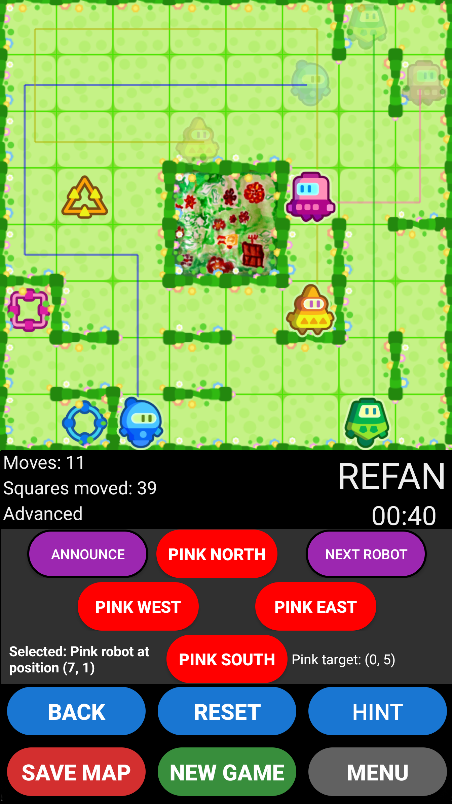 Moves: 11
REFAN
Squares moved: 39
Advanced
00:40
ANNOUNCE
PINK NORTH
NEXT ROBOT
PINK WEST
PINK EAST
Selected: Pink robot at
position (7, 1)
PINK SOUTH
Pink target: (0, 5)
BACK
RESET
HINT
SAVE MAP
NEW GAME
MENU